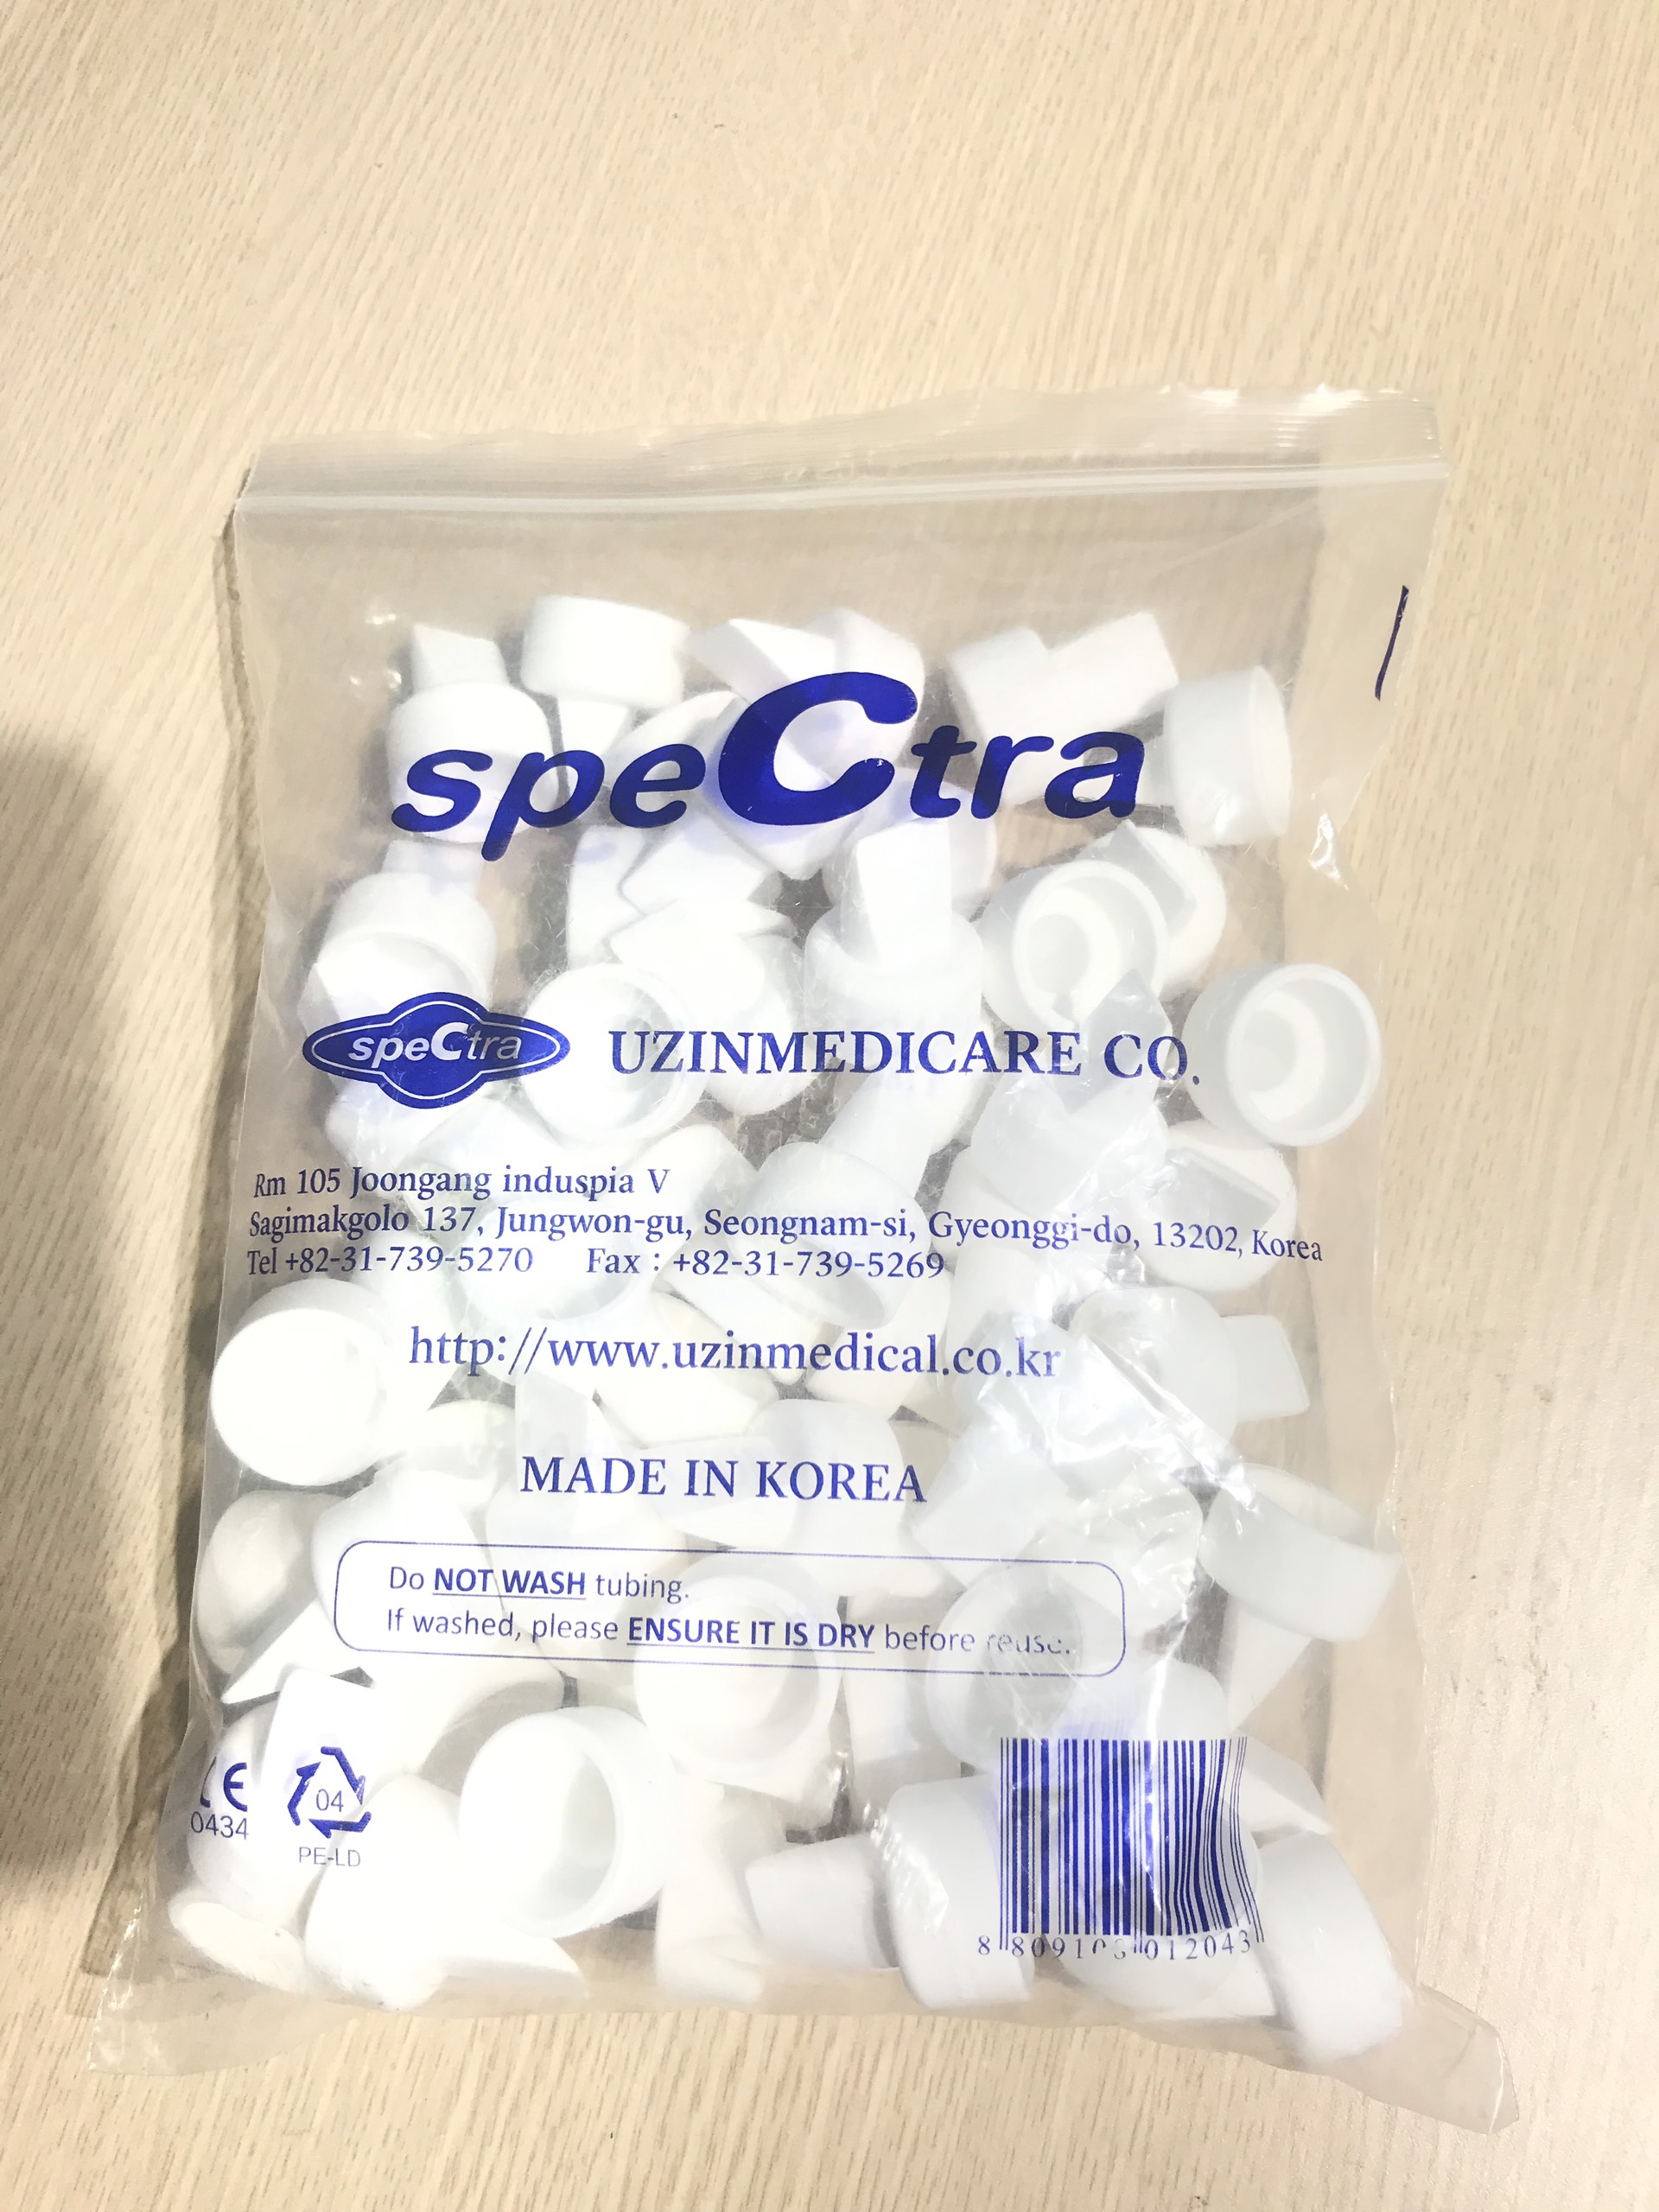 speCtra
speCtra UZINMEDICARE CO.
Rm 105 Joongang induspia V
Sagimakgolo 137, Jungwon-gu, Seongnam-si, Gyeonggi-do, 13202, Korea
Tel +82-31-739-5270 Fax : +82-31-739-5269
http://www.uzinmedical.co.kr
MADE IN KOREA
Do NOT WASH tubing.
If washed, please ENSURE IT IS DRY before reuse.
CE
0434
04
PE-LD
012043